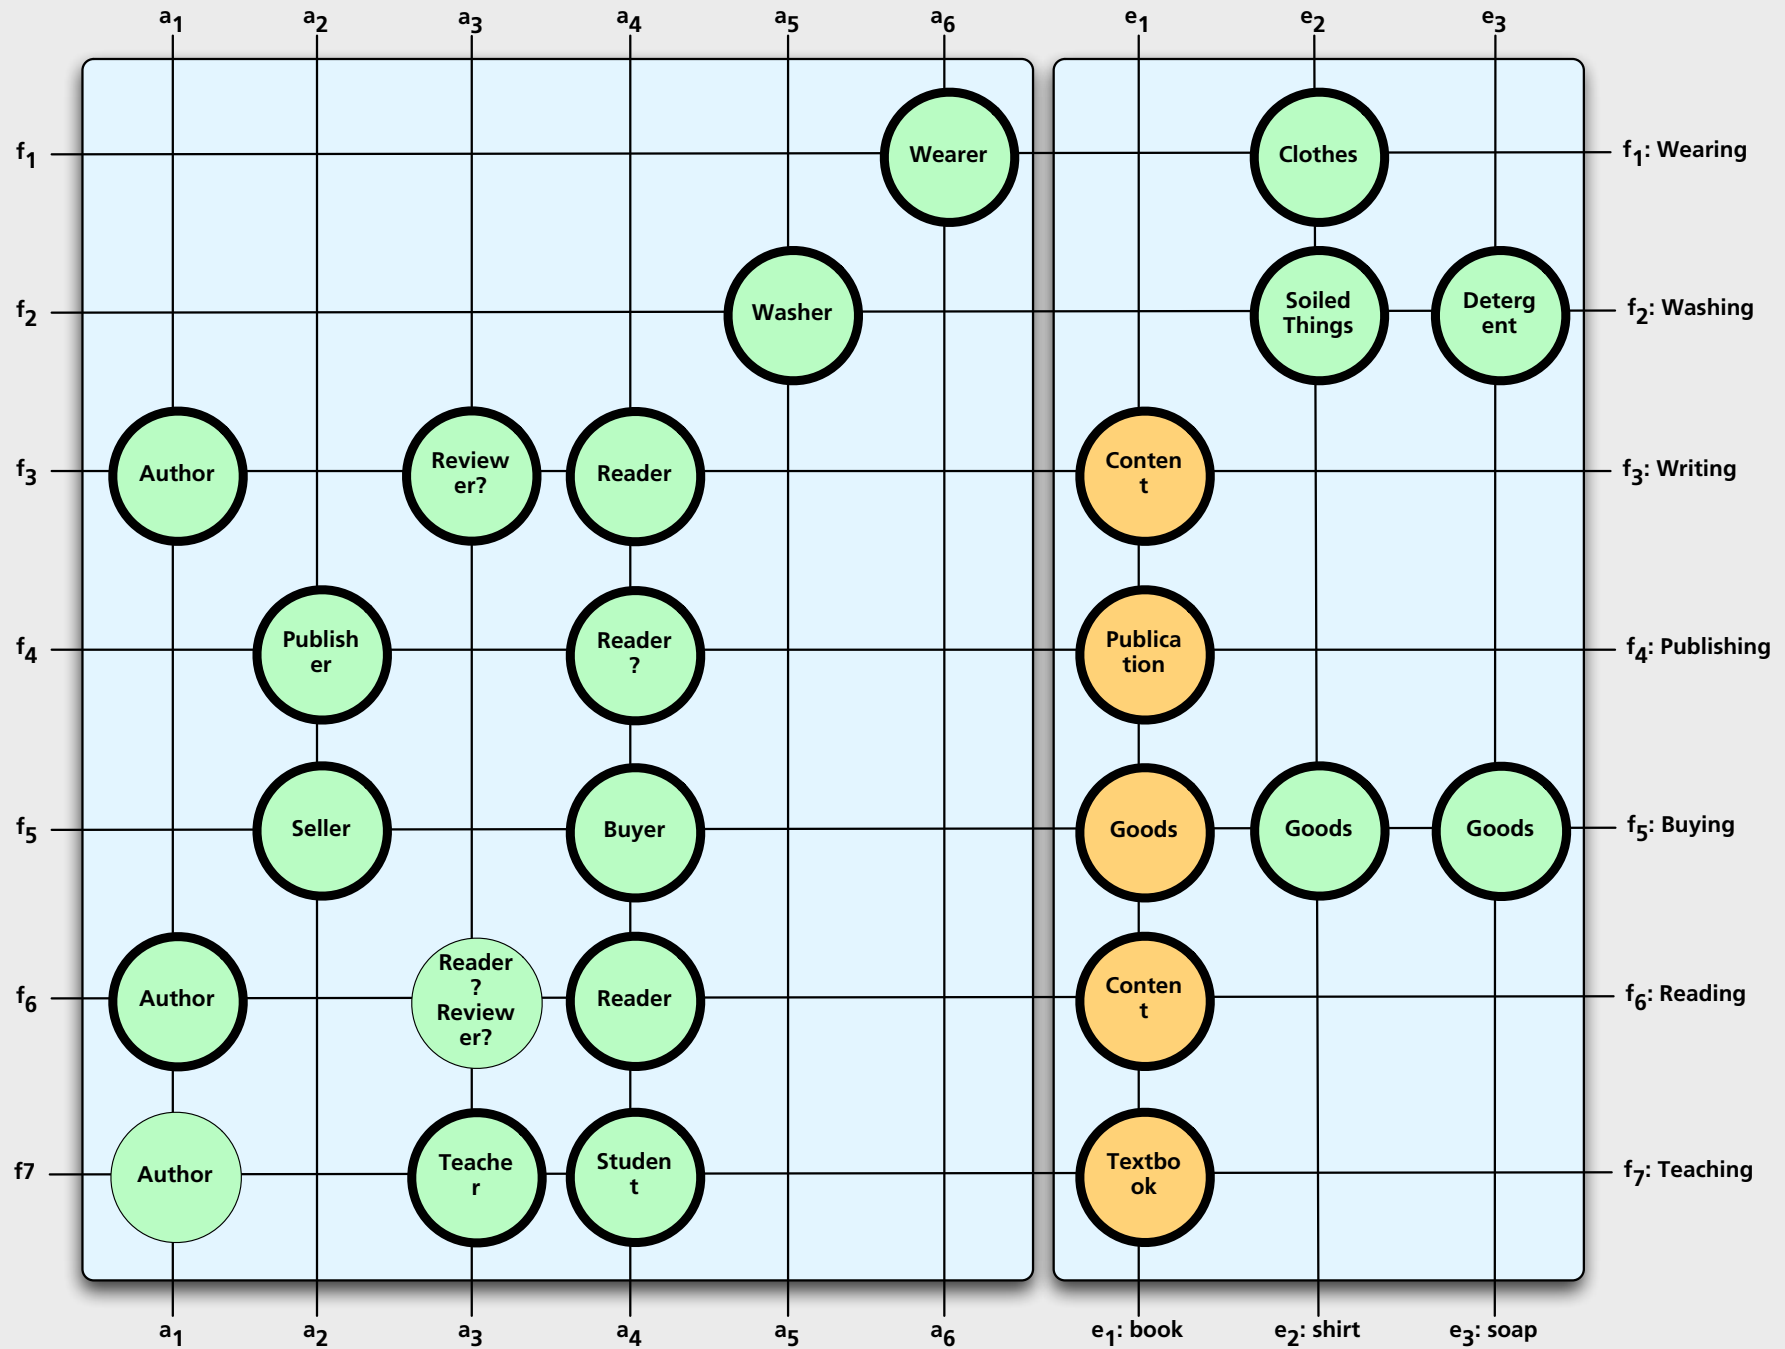 a1 a2 a3 a4 a5 a6 e1 e2 e3
f1 Wearer Clothes f1: Wearing
f2 Washer Soiled
Things Deterg
ent f2: Washing
f3 Author Review
er? Reader Conten
t f3: Writing
f4 Publish
er Reader
? Publica
tion f4: Publishing
f5 Seller Buyer Goods Goods Goods f5: Buying
f6 Author Reader
?
Review
er? Reader Conten
t f6: Reading
f7 Author Teache
r Studen
t Textbo
ok f7: Teaching
a1 a2 a3 a4 a5 a6 e1: book e2: shirt e3: soap